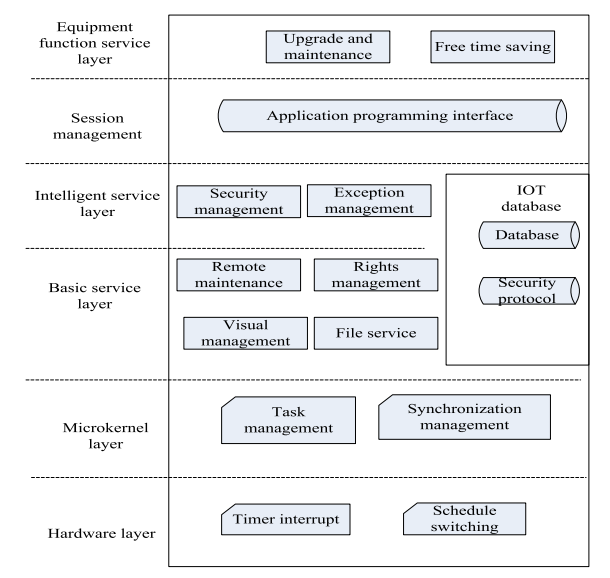 Equipment
function service
layer
Upgrade and
maintenance
Free time saving
Session
management
Application programming interface
Intelligent service
layer
Security
management
Exception
management
IOT
database
Database
Security
protocol
Basic service
layer
Remote
maintenance
Rights
management
Visual
management
File service
Microkernel
layer
Task
management
Synchronization
management
Hardware layer
Timer interrupt
Schedule
switching